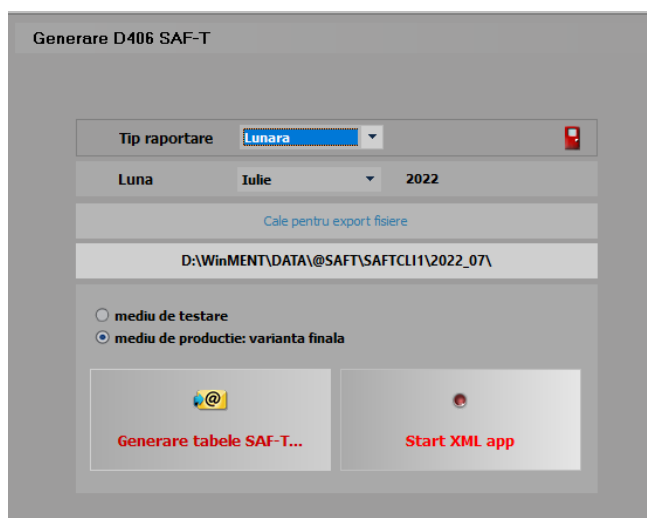 Generare D406 SAF-T
Tip raportare Lunara
Luna Iulie 2022
Cale pentru export fisiere
D:\WinMENT\DATA\@SAFT\SAFTCLI1\2022_07\
mediu de testare
mediu de productie: varianta finala
Generare tabele SAF-T... Start XML app